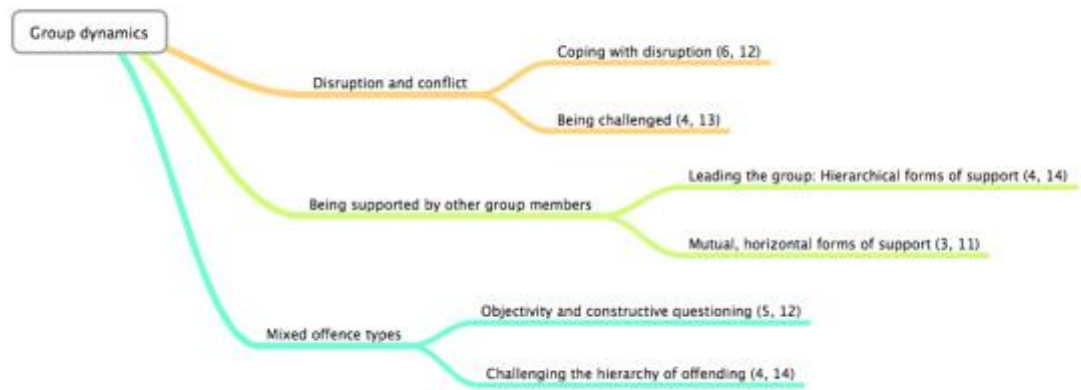 Group dynamics
Coping with disruption (6, 12)
Disruption and conflict
Being challenged (4, 13)
Leading the group: Hierarchical forms of support (4, 14)
Being supported by other group members
Mutual, horizontal forms of support (3, 11)
Objectivity and constructive questioning (5, 12)
Mixed offence types
Challenging the hierarchy of offending (4, 14)